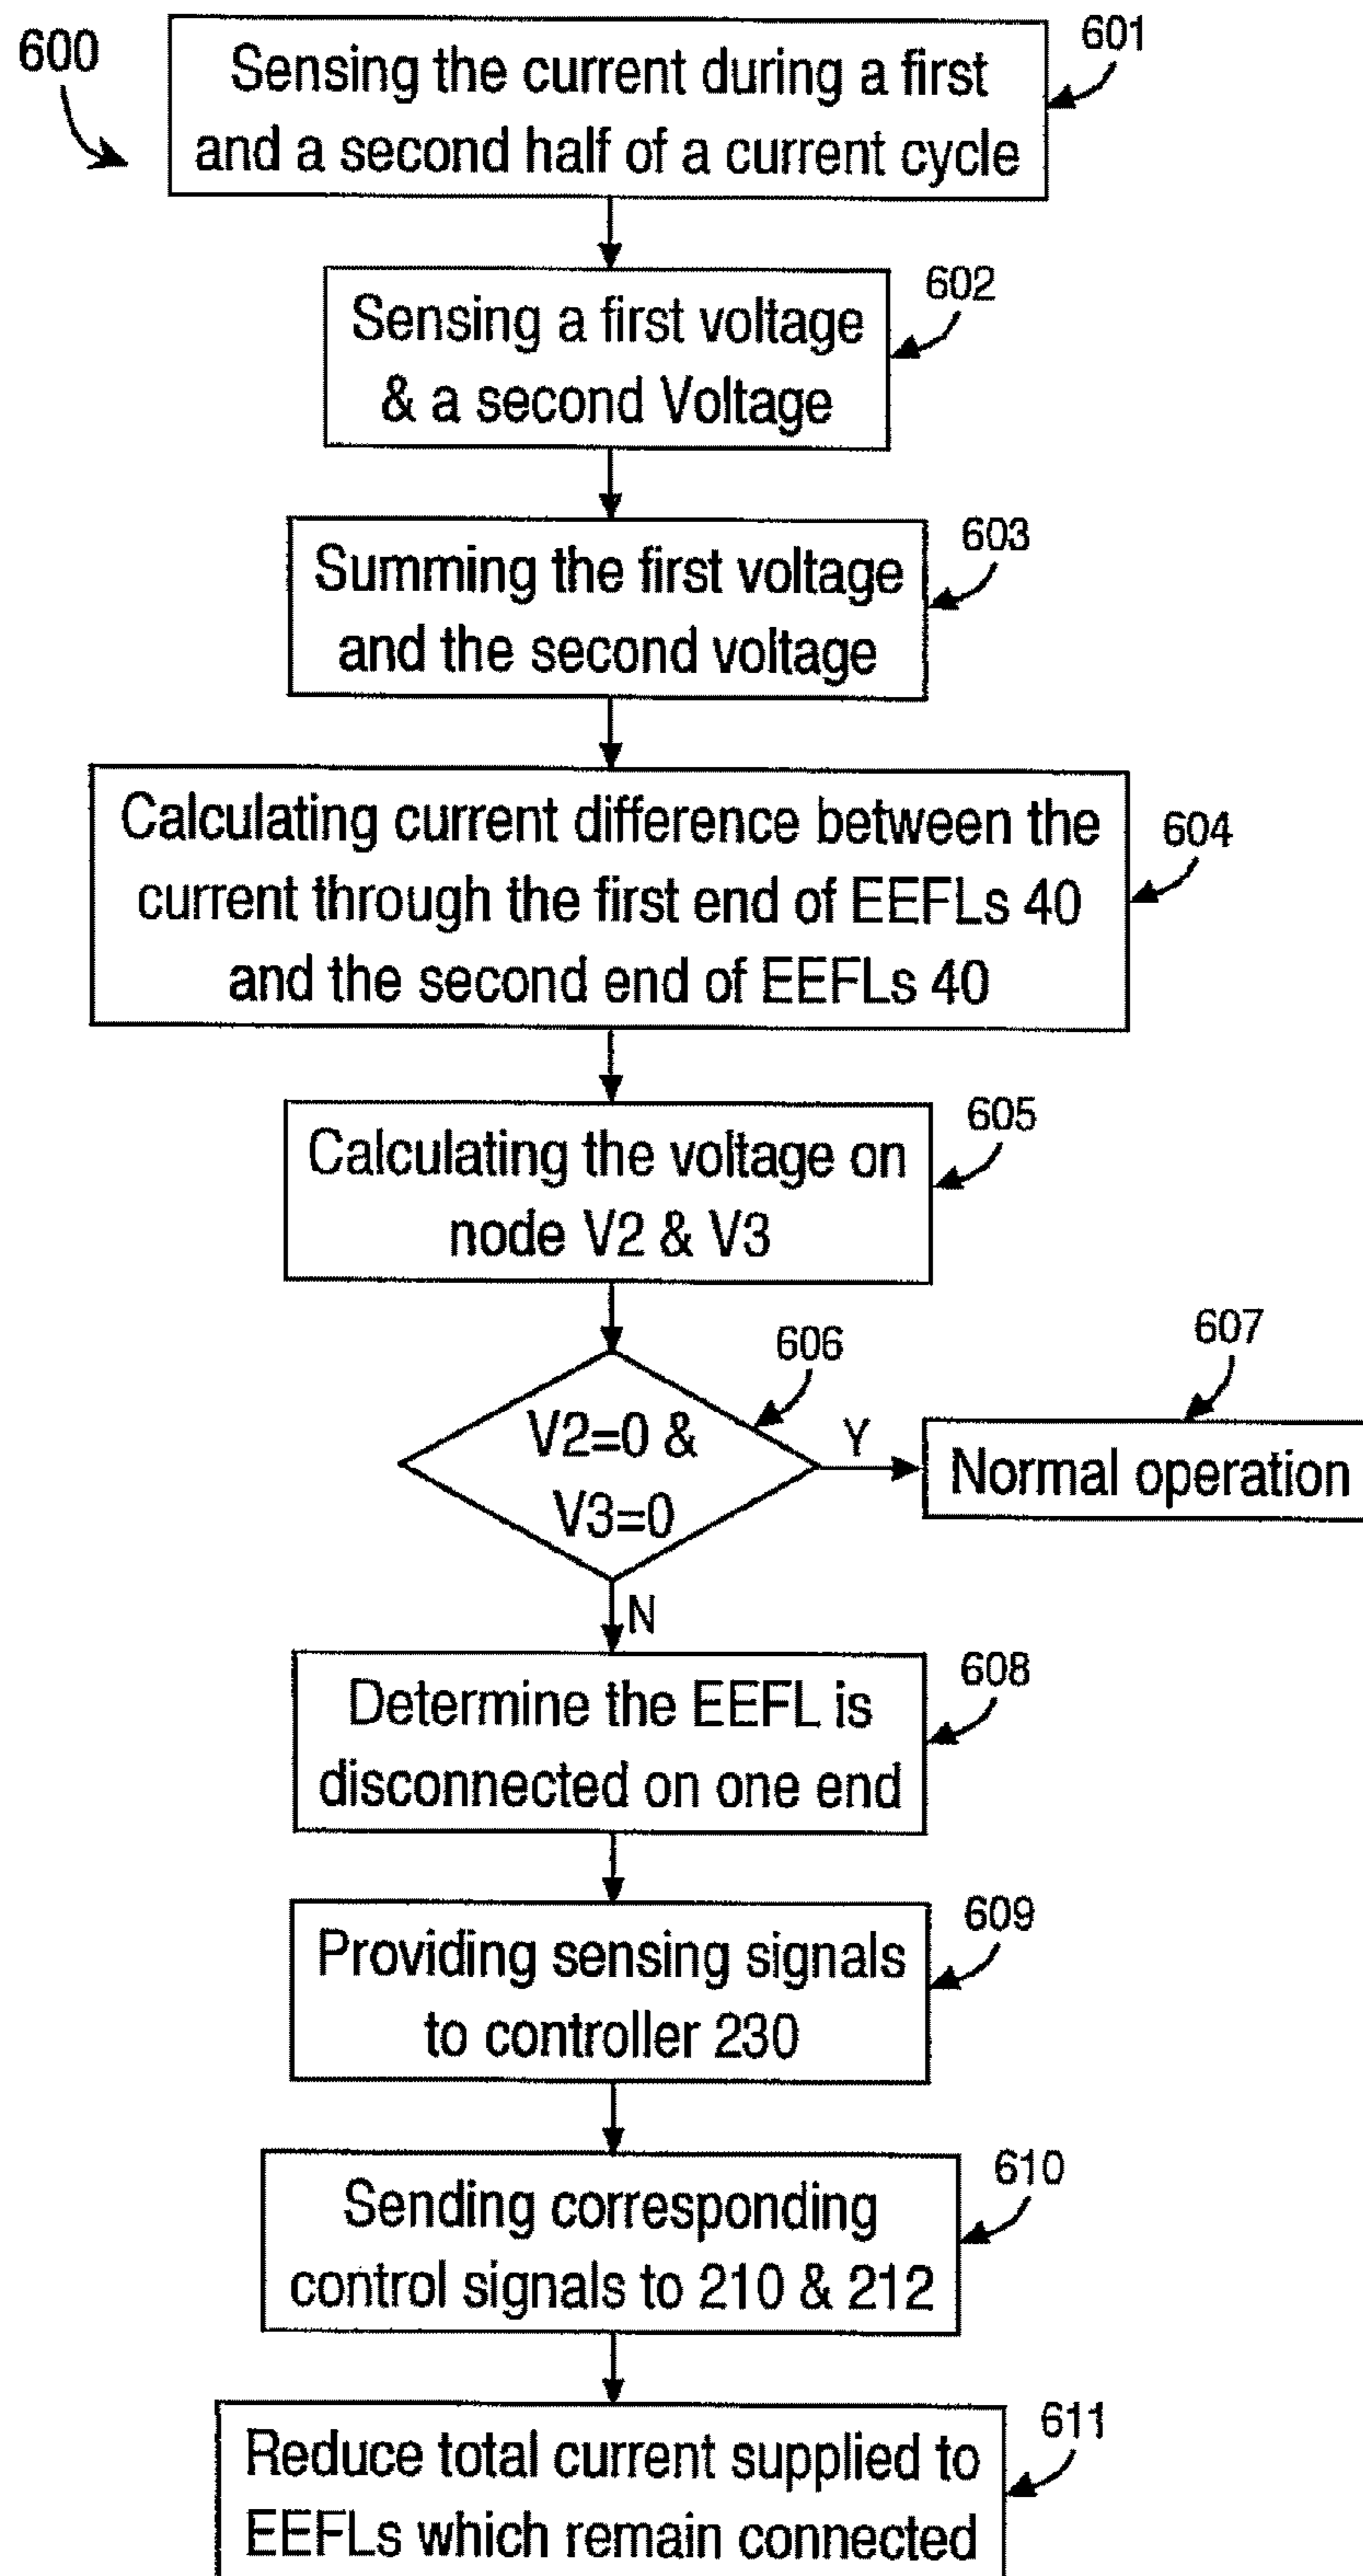 600
601
Sensing the current during a first
and a second half of a current cycle
602
Sensing a first voltage
& a second Voltage
603
Summing the first voltage
and the second voltage
604
Calculating current difference between the
current through the first end of EEFLs 40
and the second end of EEFLs 40
605
Calculating the voltage on
node V2 & V3
606
V2=0 &
V3=0
Y
607
Normal operation
N
608
Determine the EEFL is
disconnected on one end
609
Providing sensing signals
to controller 230
610
Sending corresponding
control signals to 210 & 212
611
Reduce total current supplied to
EEFLs which remain connected